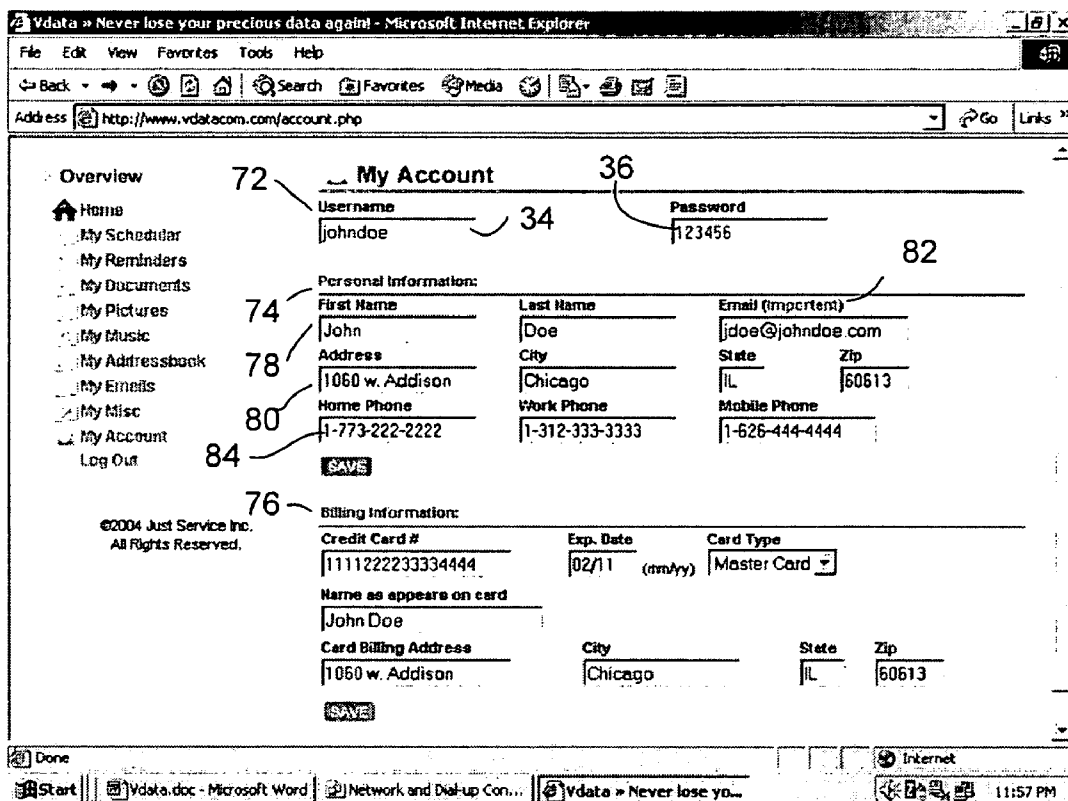 Vdata » Never lose your precious data again! - Microsoft Internet Explorer
File Edit View Favorites Tools Help
Back Search Favorites Media
Address http://www.vdatacom.com/account.php Go Links »
Overview
Home
My Schedular
My Reminders
My Documents
My Pictures
My Music
My Addressbook
My Emails
My Misc
My Account
Log Out
©2004 Just Service Inc.
All Rights Reserved.
72 My Account 36
Username Password
johndoe 34 123456
82
74 Personal Information:
First Name Last Name Email (Important)
John Doe jdoe@johndoe.com
78 Address City State Zip
1060 w. Addison Chicago IL 60613
80 Home Phone Work Phone Mobile Phone
84 1-773-222-2222 1-312-333-3333 1-626-444-4444
SAVE
76 Billing Information:
Credit Card # Exp. Date Card Type
1111222233334444 02/11 (mm/yy) Master Card
Name as appears on card
John Doe
Card Billing Address City State Zip
1060 w. Addison Chicago IL 60613
SAVE
Done Internet
Start Vdata.doc - Microsoft Word Network and Dial-up Con... Vdata » Never lose yo... 11:57 PM